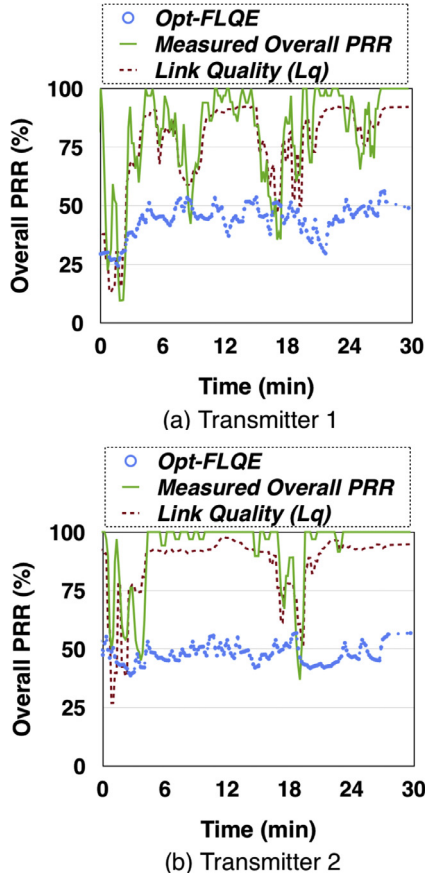 Opt-FLQE
Measured Overall PRR
Link Quality (Lq)
Overall PRR (%)
100
75
50
25
0
0 6 12 18 24 30
Time (min)
(a) Transmitter 1
Opt-FLQE
Measured Overall PRR
Link Quality (Lq)
Overall PRR (%)
100
75
50
25
0
0 6 12 18 24 30
Time (min)
(b) Transmitter 2